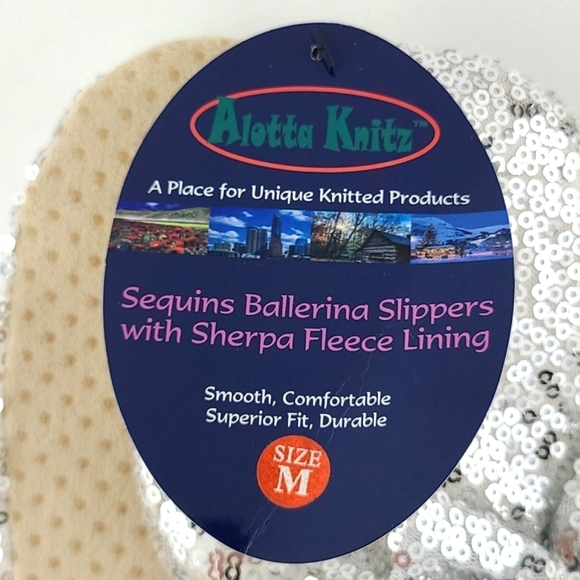 Alotta Knitz™
A Place for Unique Knitted Products
Sequins Ballerina Slippers
with Sherpa Fleece Lining
Smooth, Comfortable
Superior Fit, Durable
SIZE
M